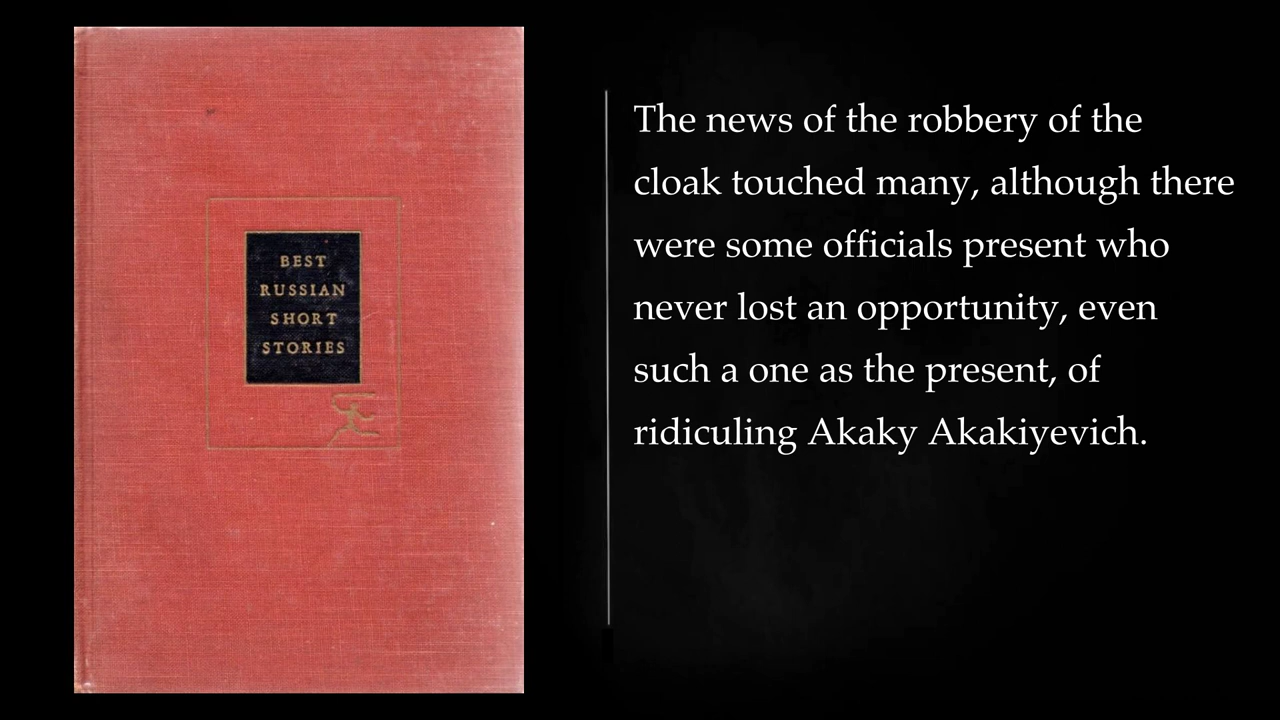 BEST
RUSSIAN
SHORT
STORIES
The news of the robbery of the
cloak touched many, although there
were some officials present who
never lost an opportunity, even
such a one as the present, of
ridiculing Akaky Akakiyevich.